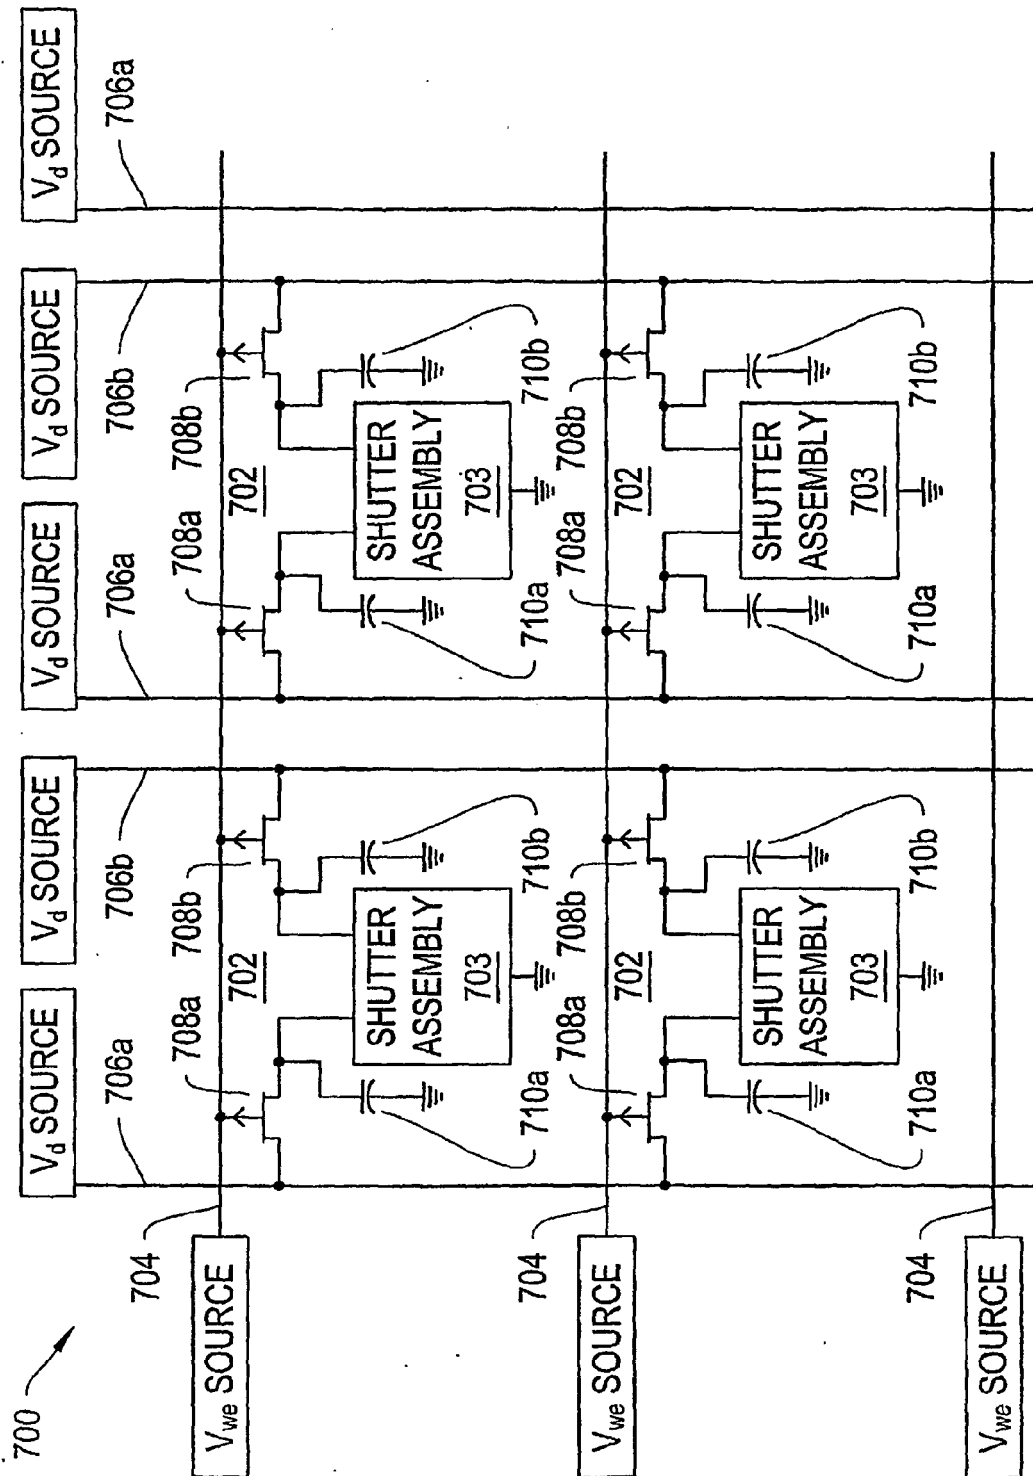 700
V_d SOURCE
V_d SOURCE
V_d SOURCE
V_d SOURCE
V_d SOURCE
706a
706b
706a
706b
706a
V_we SOURCE
704
708a
702
708b
708a
702
708b
SHUTTER
ASSEMBLY
703
SHUTTER
ASSEMBLY
703
710a
710b
710a
710b
V_we SOURCE
704
708a
702
708b
708a
702
708b
SHUTTER
ASSEMBLY
703
SHUTTER
ASSEMBLY
703
710a
710b
710a
710b
V_we SOURCE
704